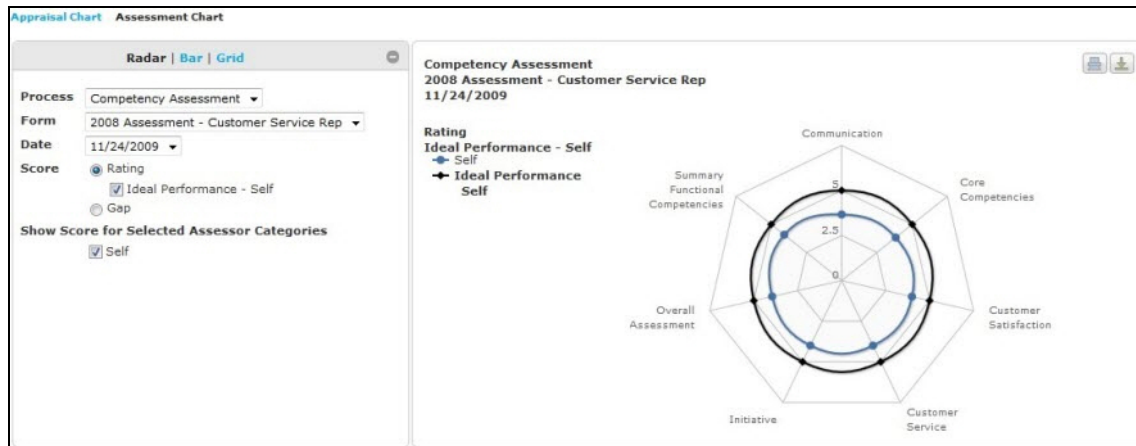 Appraisal Chart Assessment Chart
Radar | Bar | Grid
Process Competency Assessment
Form 2008 Assessment - Customer Service Rep
Date 11/24/2009
Score Rating
Ideal Performance - Self
Gap
Show Score for Selected Assessor Categories
Self
Competency Assessment
2008 Assessment - Customer Service Rep
11/24/2009
Rating
Ideal Performance - Self
Self
Ideal Performance
Self
Communication
Core
Competencies
Customer
Satisfaction
Customer
Service
Initiative
Overall
Assessment
Summary
Functional
Competencies
5
2.5
0